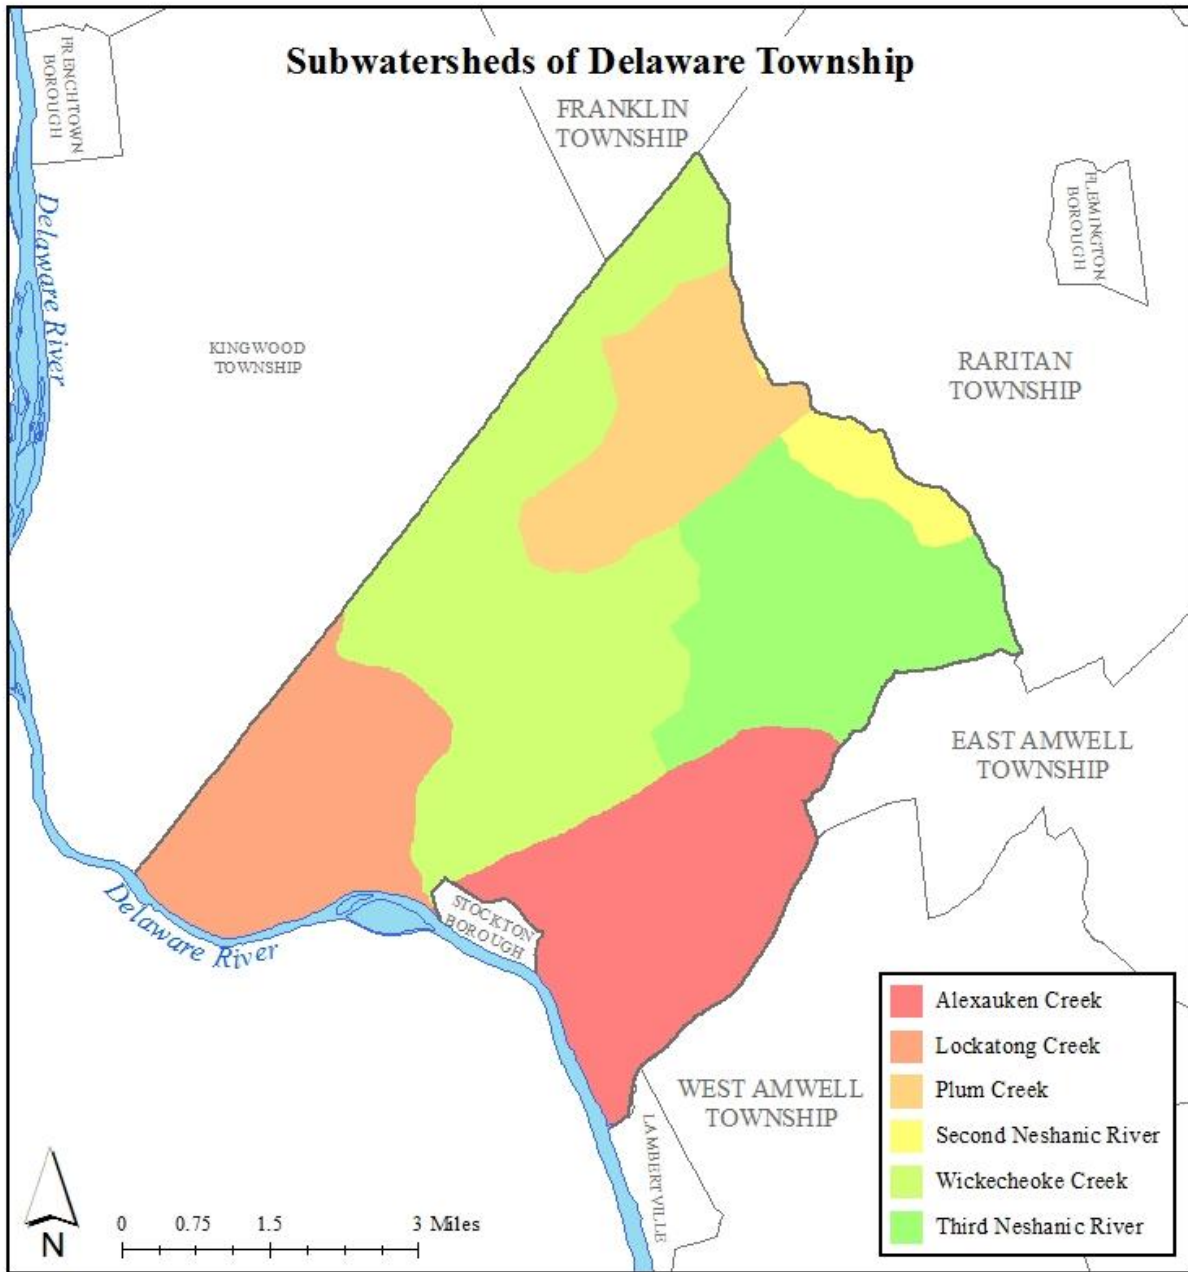 Subwatersheds of Delaware Township
FRENCHTOWN
BOROUGH
FRANKLIN
TOWNSHIP
FLEMINGTON
BOROUGH
Delaware River
KINGWOOD
TOWNSHIP
RARITAN
TOWNSHIP
EAST AMWELL
TOWNSHIP
Delaware River
STOCKTON
BOROUGH
WEST AMWELL
TOWNSHIP
LAMBERTVILLE
Alexauken Creek
Lockatong Creek
Plum Creek
Second Neshanic River
Wickecheoke Creek
Third Neshanic River
N
0 0.75 1.5 3 Miles